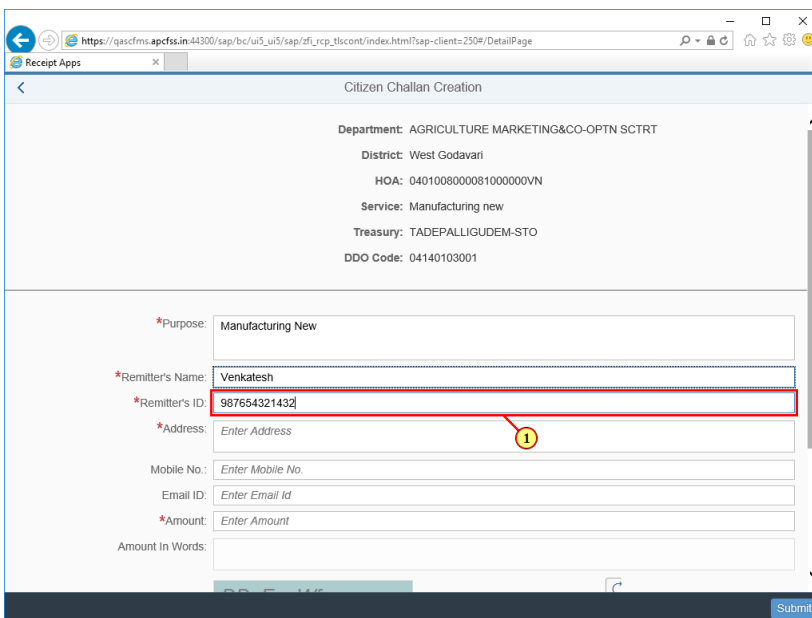 https://qascfms.apcfss.in:44300/sap/bc/ui5_ui5/sap/zfi_rcp_tlscont/index.html?sap-client=250#/DetailPage
Receipt Apps
Citizen Challan Creation
Department: AGRICULTURE MARKETING&CO-OPTN SCTRT
District: West Godavari
HOA: 0401008000081000000VN
Service: Manufacturing new
Treasury: TADEPALLIGUDEM-STO
DDO Code: 04140103001
*Purpose: Manufacturing New
*Remitter's Name: Venkatesh
*Remitter's ID: 987654321432
*Address: Enter Address
1
Mobile No.: Enter Mobile No.
Email ID: Enter Email Id
*Amount: Enter Amount
Amount In Words:
Submit